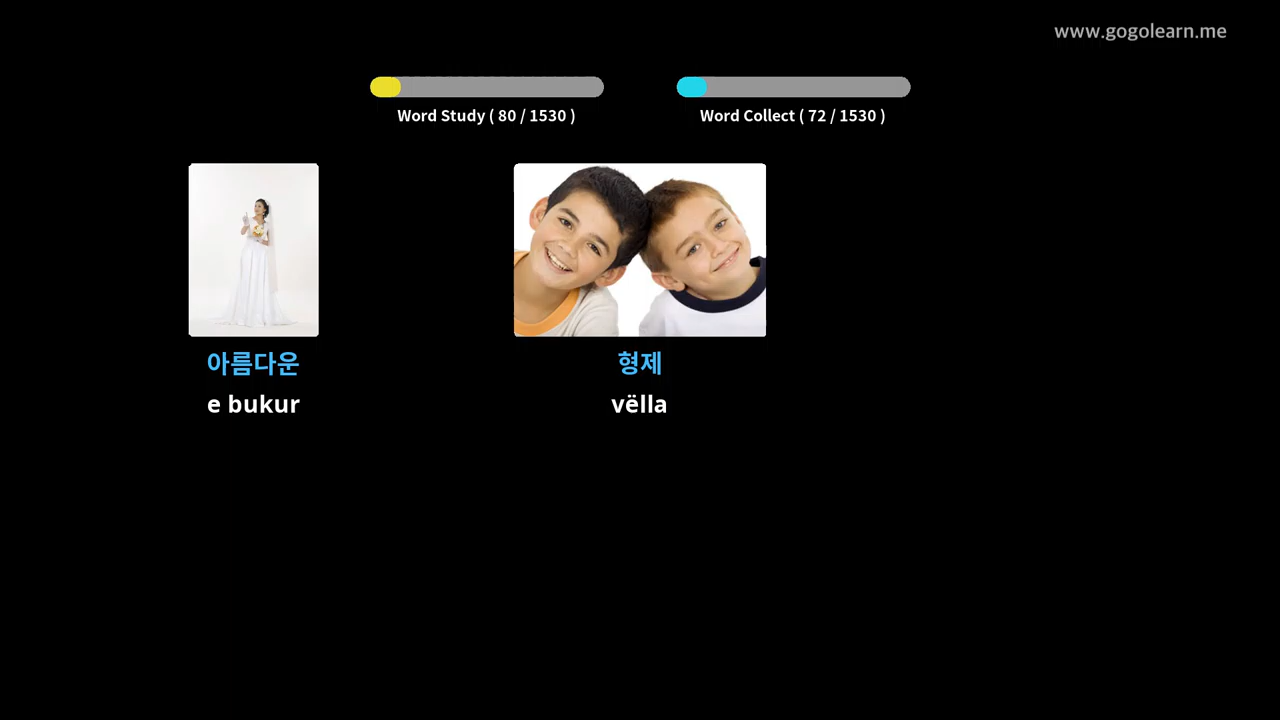 www.gogolearn.me
Word Study ( 80 / 1530 )
Word Collect ( 72 / 1530 )
아름다운
e bukur
형제
vëlla